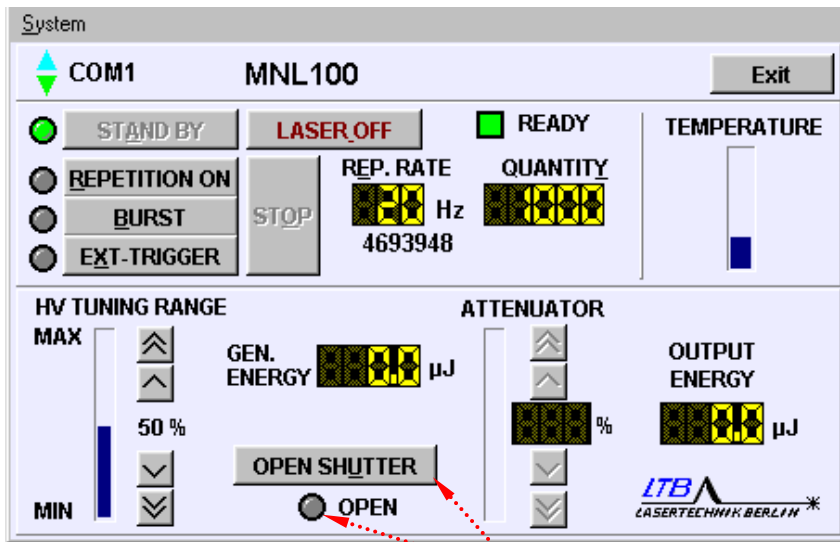 System
COM1 MNL100 Exit
STAND BY LASER OFF READY TEMPERATURE
REPETITION ON REP. RATE QUANTITY
BURST STOP 20 Hz 1000
EXT-TRIGGER 4693948
HV TUNING RANGE ATTENUATOR
MAX
GEN. ENERGY 0.0 µJ
OUTPUT ENERGY 0.0 µJ
50 % %
OPEN SHUTTER
MIN OPEN
LTB
LASERTECHNIK BERLIN *